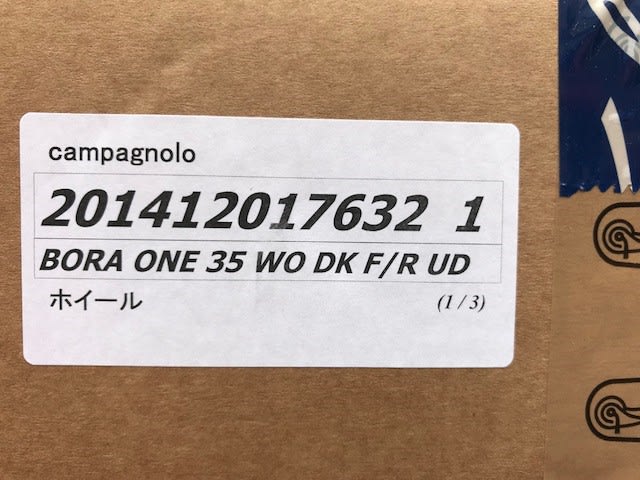 campagnolo
201412017632 1
BORA ONE 35 WO DK F/R UD
ホイール (1/3)